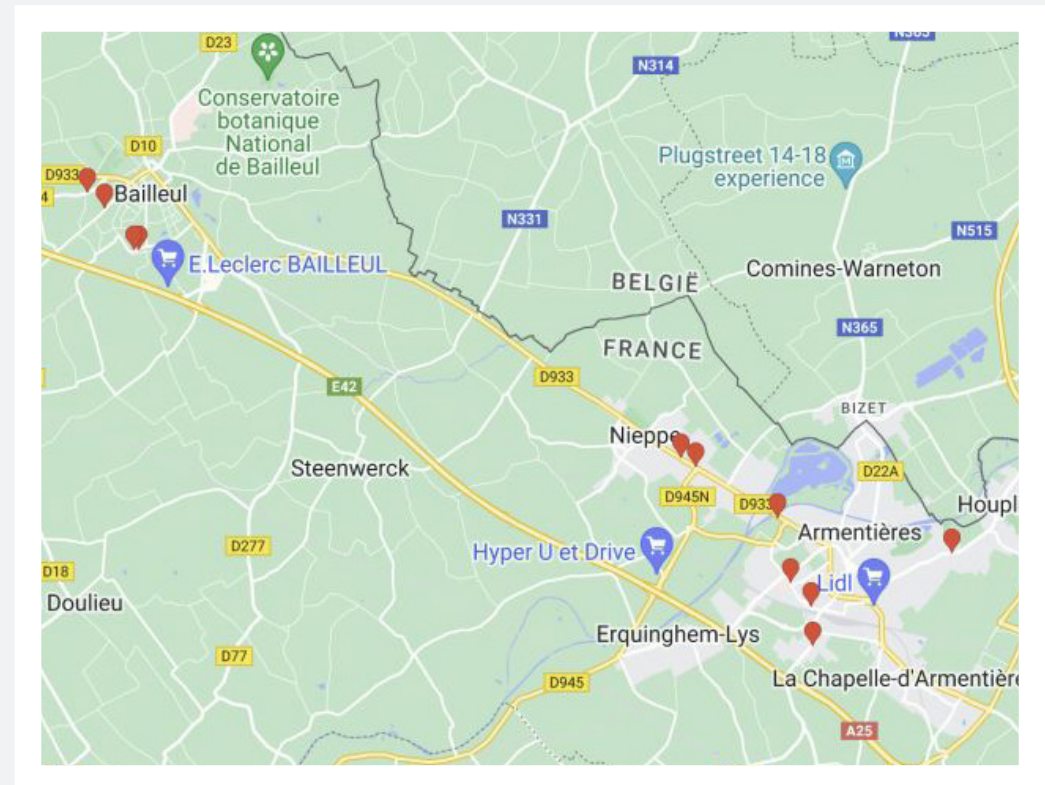 D23
N365
N314
Conservatoire
botanique
National
de Bailleul
D10
Plugstreet 14-18
experience
D933
4
Bailleul
N331
N515
E.Leclerc BAILLEUL
BELGIË
Comines-Warneton
N365
FRANCE
D933
E42
BIZET
Nieppe
Steenwerck
D22A
D945N
D933
Houpl
Armentières
D277
Hyper U et Drive
D18
Lidl
Doulieu
Erquinghem-Lys
D77
D945
La Chapelle-d'Armentière
A25